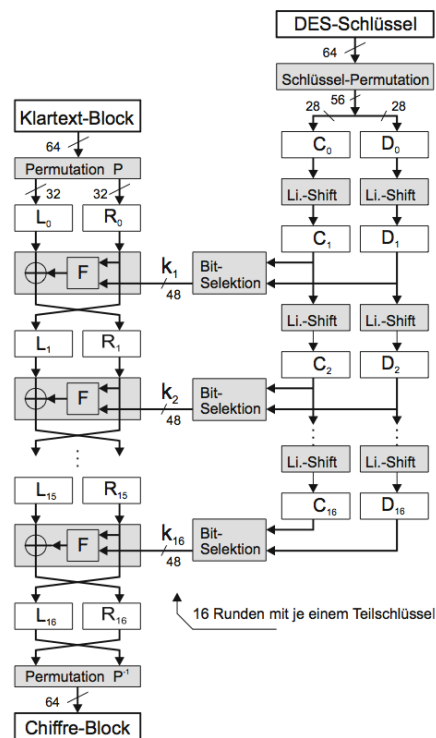 DES-Schlüssel
64
Schlüssel-Permutation
56
28 28
Klartext-Block
64
C₀ D₀
Permutation P
32 32
Li.-Shift Li.-Shift
L₀ R₀
C₁ D₁
F
k₁
48
Bit-
Selektion
Li.-Shift Li.-Shift
L₁ R₁
C₂ D₂
F
k₂
48
Bit-
Selektion
Li.-Shift Li.-Shift
L₁₅ R₁₅
C₁₆ D₁₆
F
k₁₆
48
Bit-
Selektion
L₁₆ R₁₆
16 Runden mit je einem Teilschlüssel
Permutation P⁻¹
64
Chiffre-Block